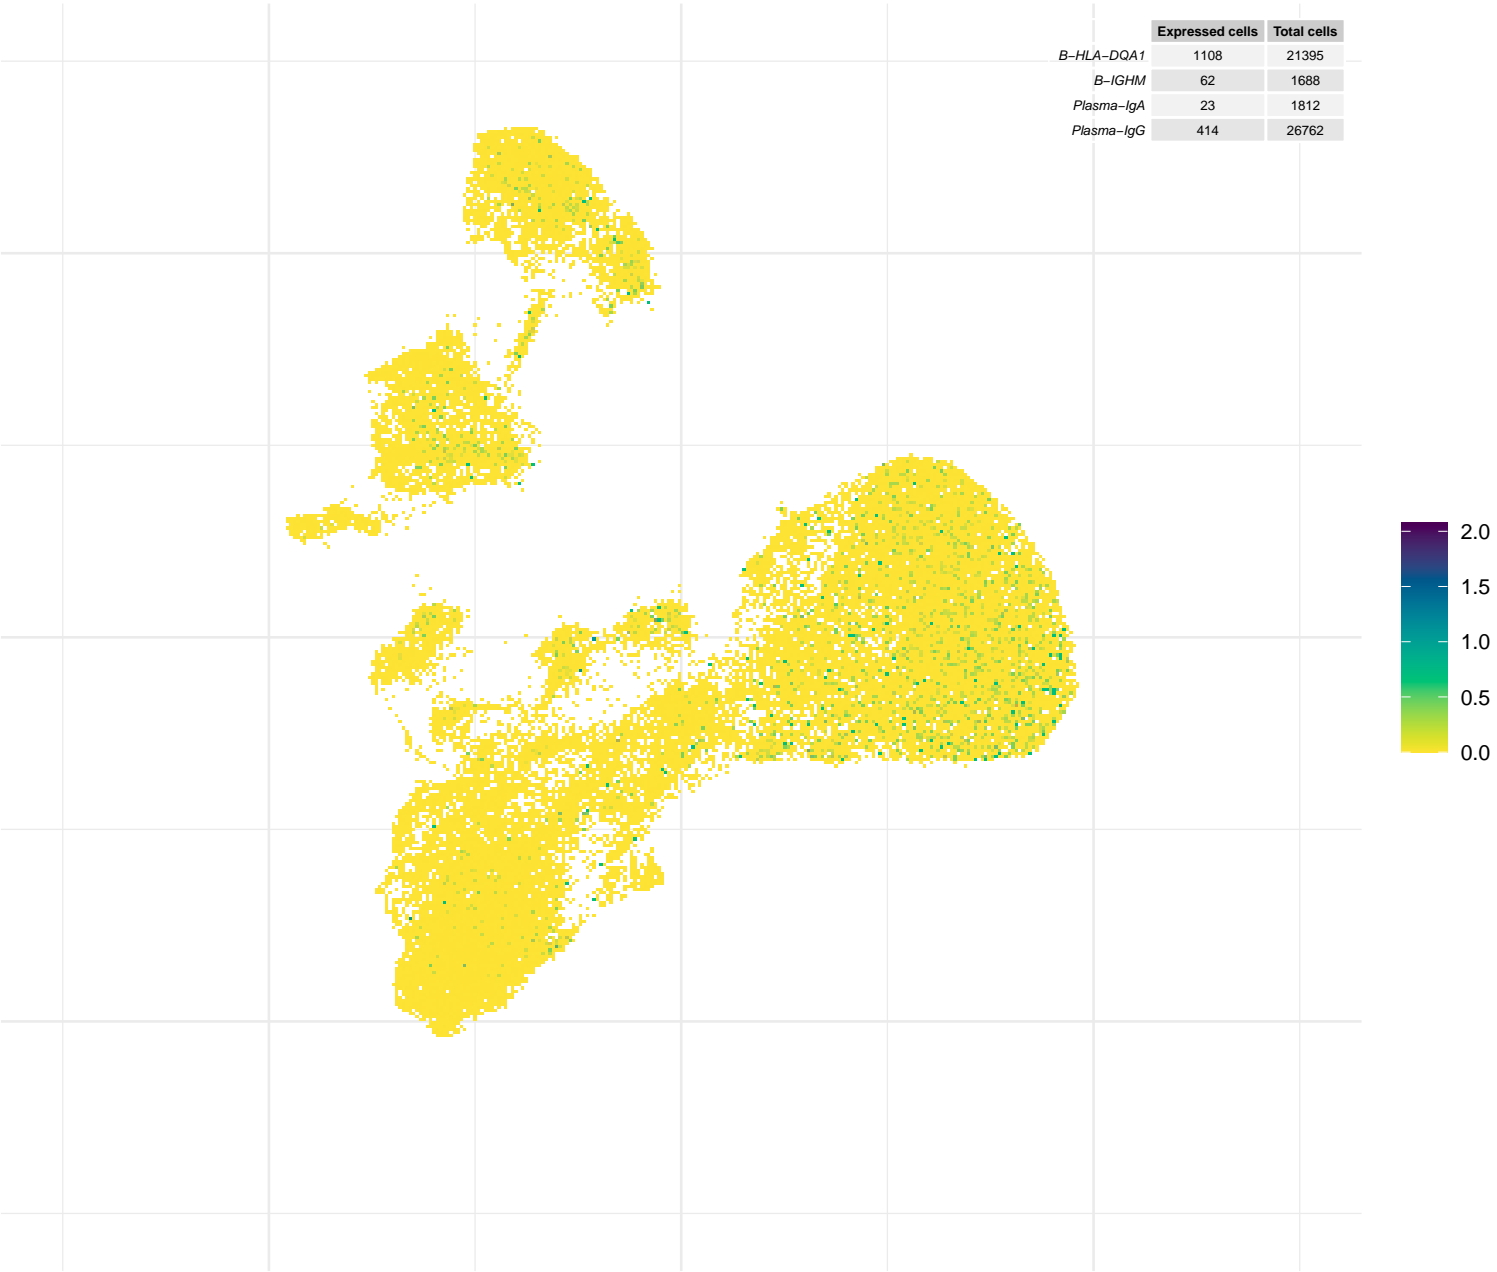 Expressed cells Total cells
B−HLA−DQA1 1108 21395
B−IGHM 62 1688
Plasma−IgA 23 1812
Plasma−IgG 414 26762
2.0
1.5
1.0
0.5
0.0